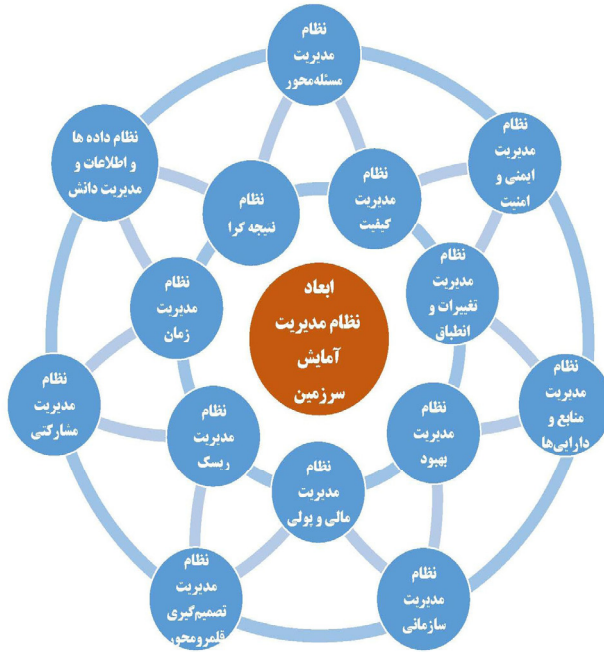 نظام
مدیریت
مسئله‌محور
نظام
مدیریت
ایمنی و
امنیت
نظام داده ها
و اطلاعات و
مدیریت دانش
نظام
مدیریت
کیفیت
نظام
نتیجه گرا
نظام
مدیریت
تغییرات و
انطباق
نظام
مدیریت
زمان
ابعاد
نظام مدیریت
آمایش
سرزمین
نظام
مدیریت
منابع و
دارایی‌ها
نظام
مدیریت
مشارکتی
نظام
مدیریت
بهبود
نظام
مدیریت
ریسک
نظام
مدیریت
مالی و پولی
نظام
مدیریت
سازمانی
نظام
مدیریت
تصمیم‌گیری
قلمرومحور